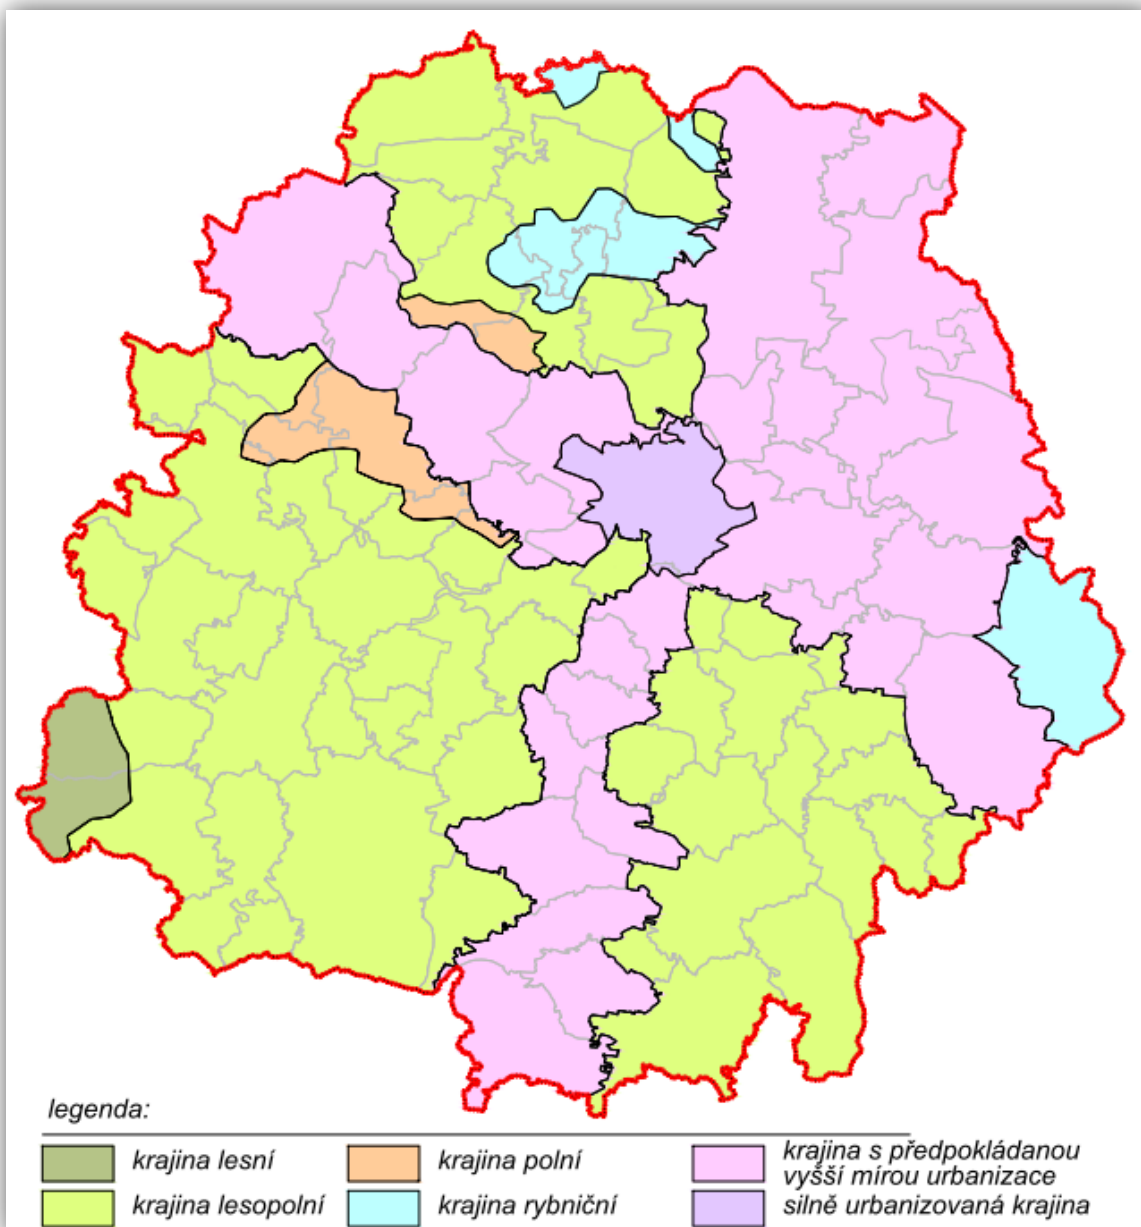 legenda:
krajina lesní
krajina lesopolní
krajina polní
krajina rybniční
krajina s předpokládanou
vyšší mírou urbanizace
silně urbanizovaná krajina